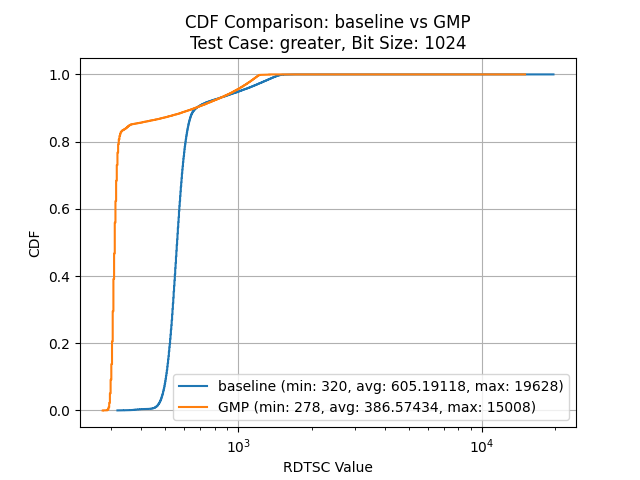 CDF Comparison: baseline vs GMP
Test Case: greater, Bit Size: 1024
1.0
0.8
0.6
0.4
0.2
0.0
CDF
baseline (min: 320, avg: 605.19118, max: 19628)
GMP (min: 278, avg: 386.57434, max: 15008)
10³
10⁴
RDTSC Value